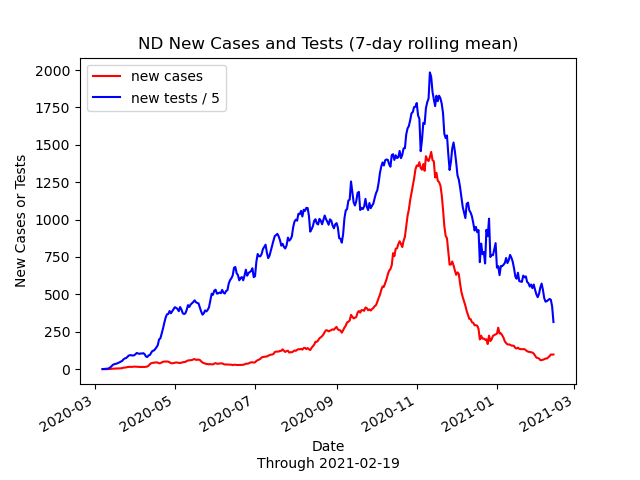 ND New Cases and Tests (7-day rolling mean)
new cases
new tests / 5
New Cases or Tests
2000
1750
1500
1250
1000
750
500
250
0
2020-03
2020-05
2020-07
2020-09
2020-11
2021-01
2021-03
Date
Through 2021-02-19